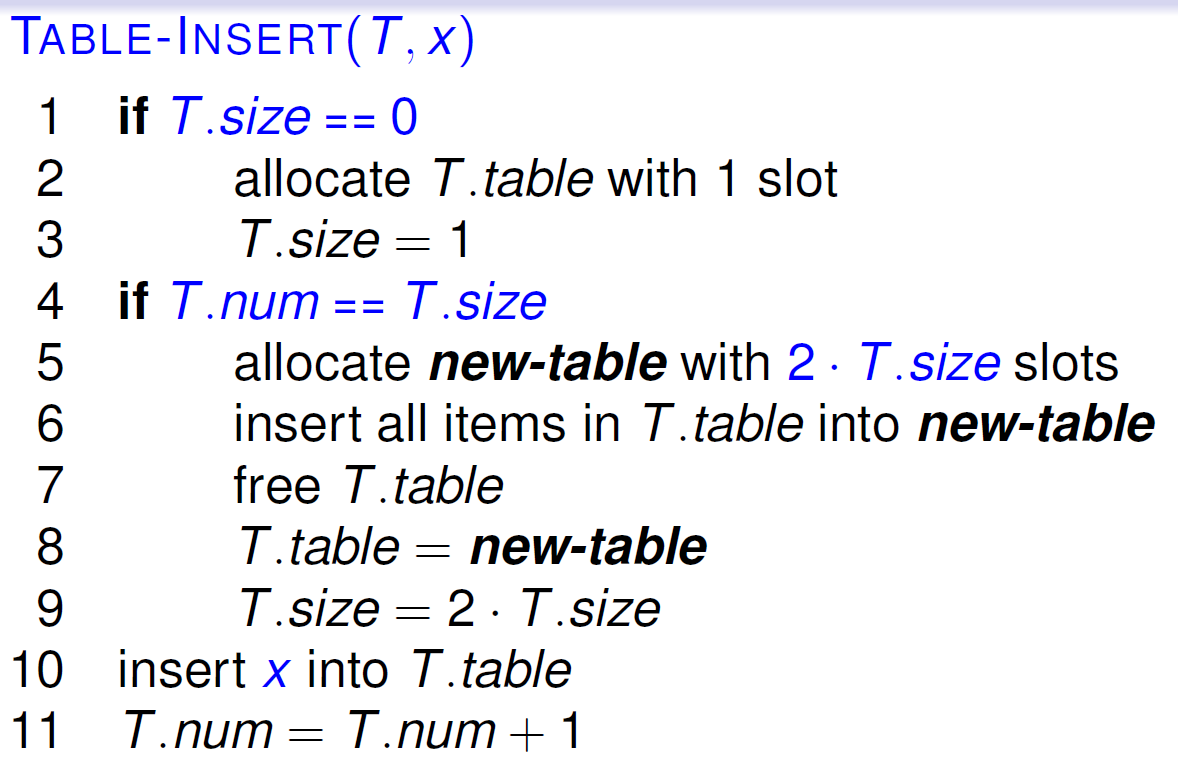 TABLE-INSERT(T, x)
1 if T.size == 0
2 allocate T.table with 1 slot
3 T.size = 1
4 if T.num == T.size
5 allocate new-table with 2 · T.size slots
6 insert all items in T.table into new-table
7 free T.table
8 T.table = new-table
9 T.size = 2 · T.size
10 insert x into T.table
11 T.num = T.num + 1